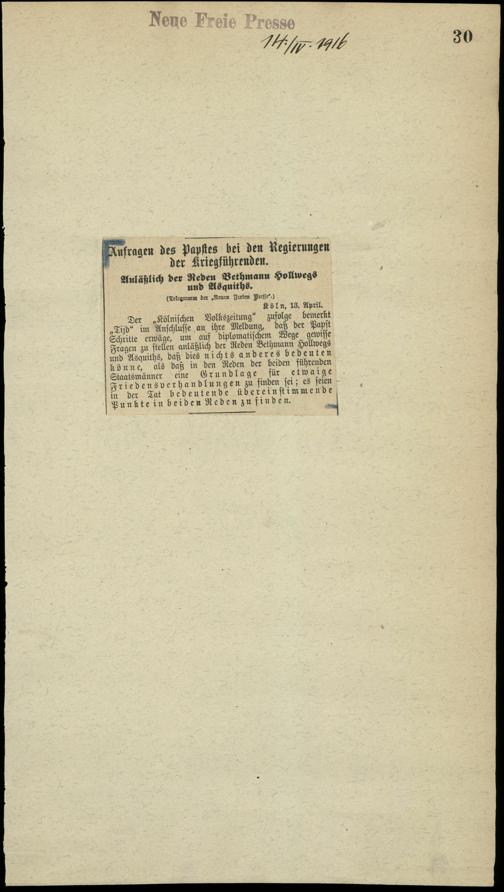 Neue Freie Presse
14./IV. 1916
30
Anfragen des Papstes bei den Regierungen
der Kriegführenden.
Anläßlich der Reden Bethmann Hollwegs
und Asquiths.
(Telegramm der „Neuen Freien Presse“.)
Köln, 13. April.
Der „Kölnischen Volkszeitung“ zufolge bemerkt
„Tijd“ im Anschlusse an ihre Meldung, daß der Papst
Schritte erwäge, um auf diplomatischem Wege gewisse
Fragen zu stellen anläßlich der Reden Bethmann Hollwegs
und Asquiths, daß dies nichts anderes bedeuten
könne, als daß in den Reden der beiden führenden
Staatsmänner eine Grundlage für etwaige
Friedensverhandlungen zu finden sei; es seien
in der Tat bedeutende übereinstimmende
Punkte in beiden Reden zu finden.